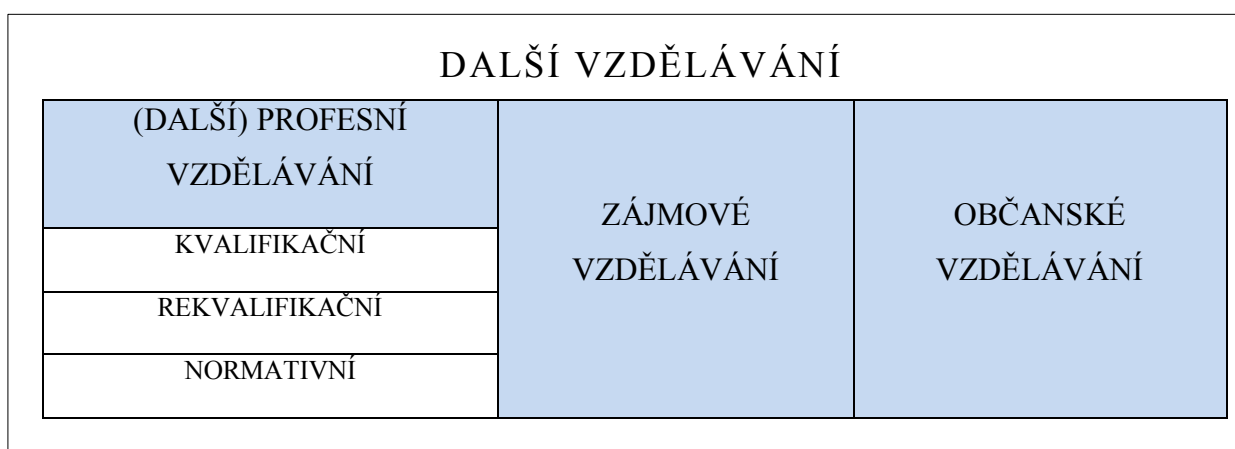 DALŠÍ VZDĚLÁVÁNÍ
(DALŠÍ) PROFESNÍ
VZDĚLÁVÁNÍ
KVALIFIKAČNÍ
REKVALIFIKAČNÍ
NORMATIVNÍ
ZÁJMOVÉ
VZDĚLÁVÁNÍ
OBČANSKÉ
VZDĚLÁVÁNÍ